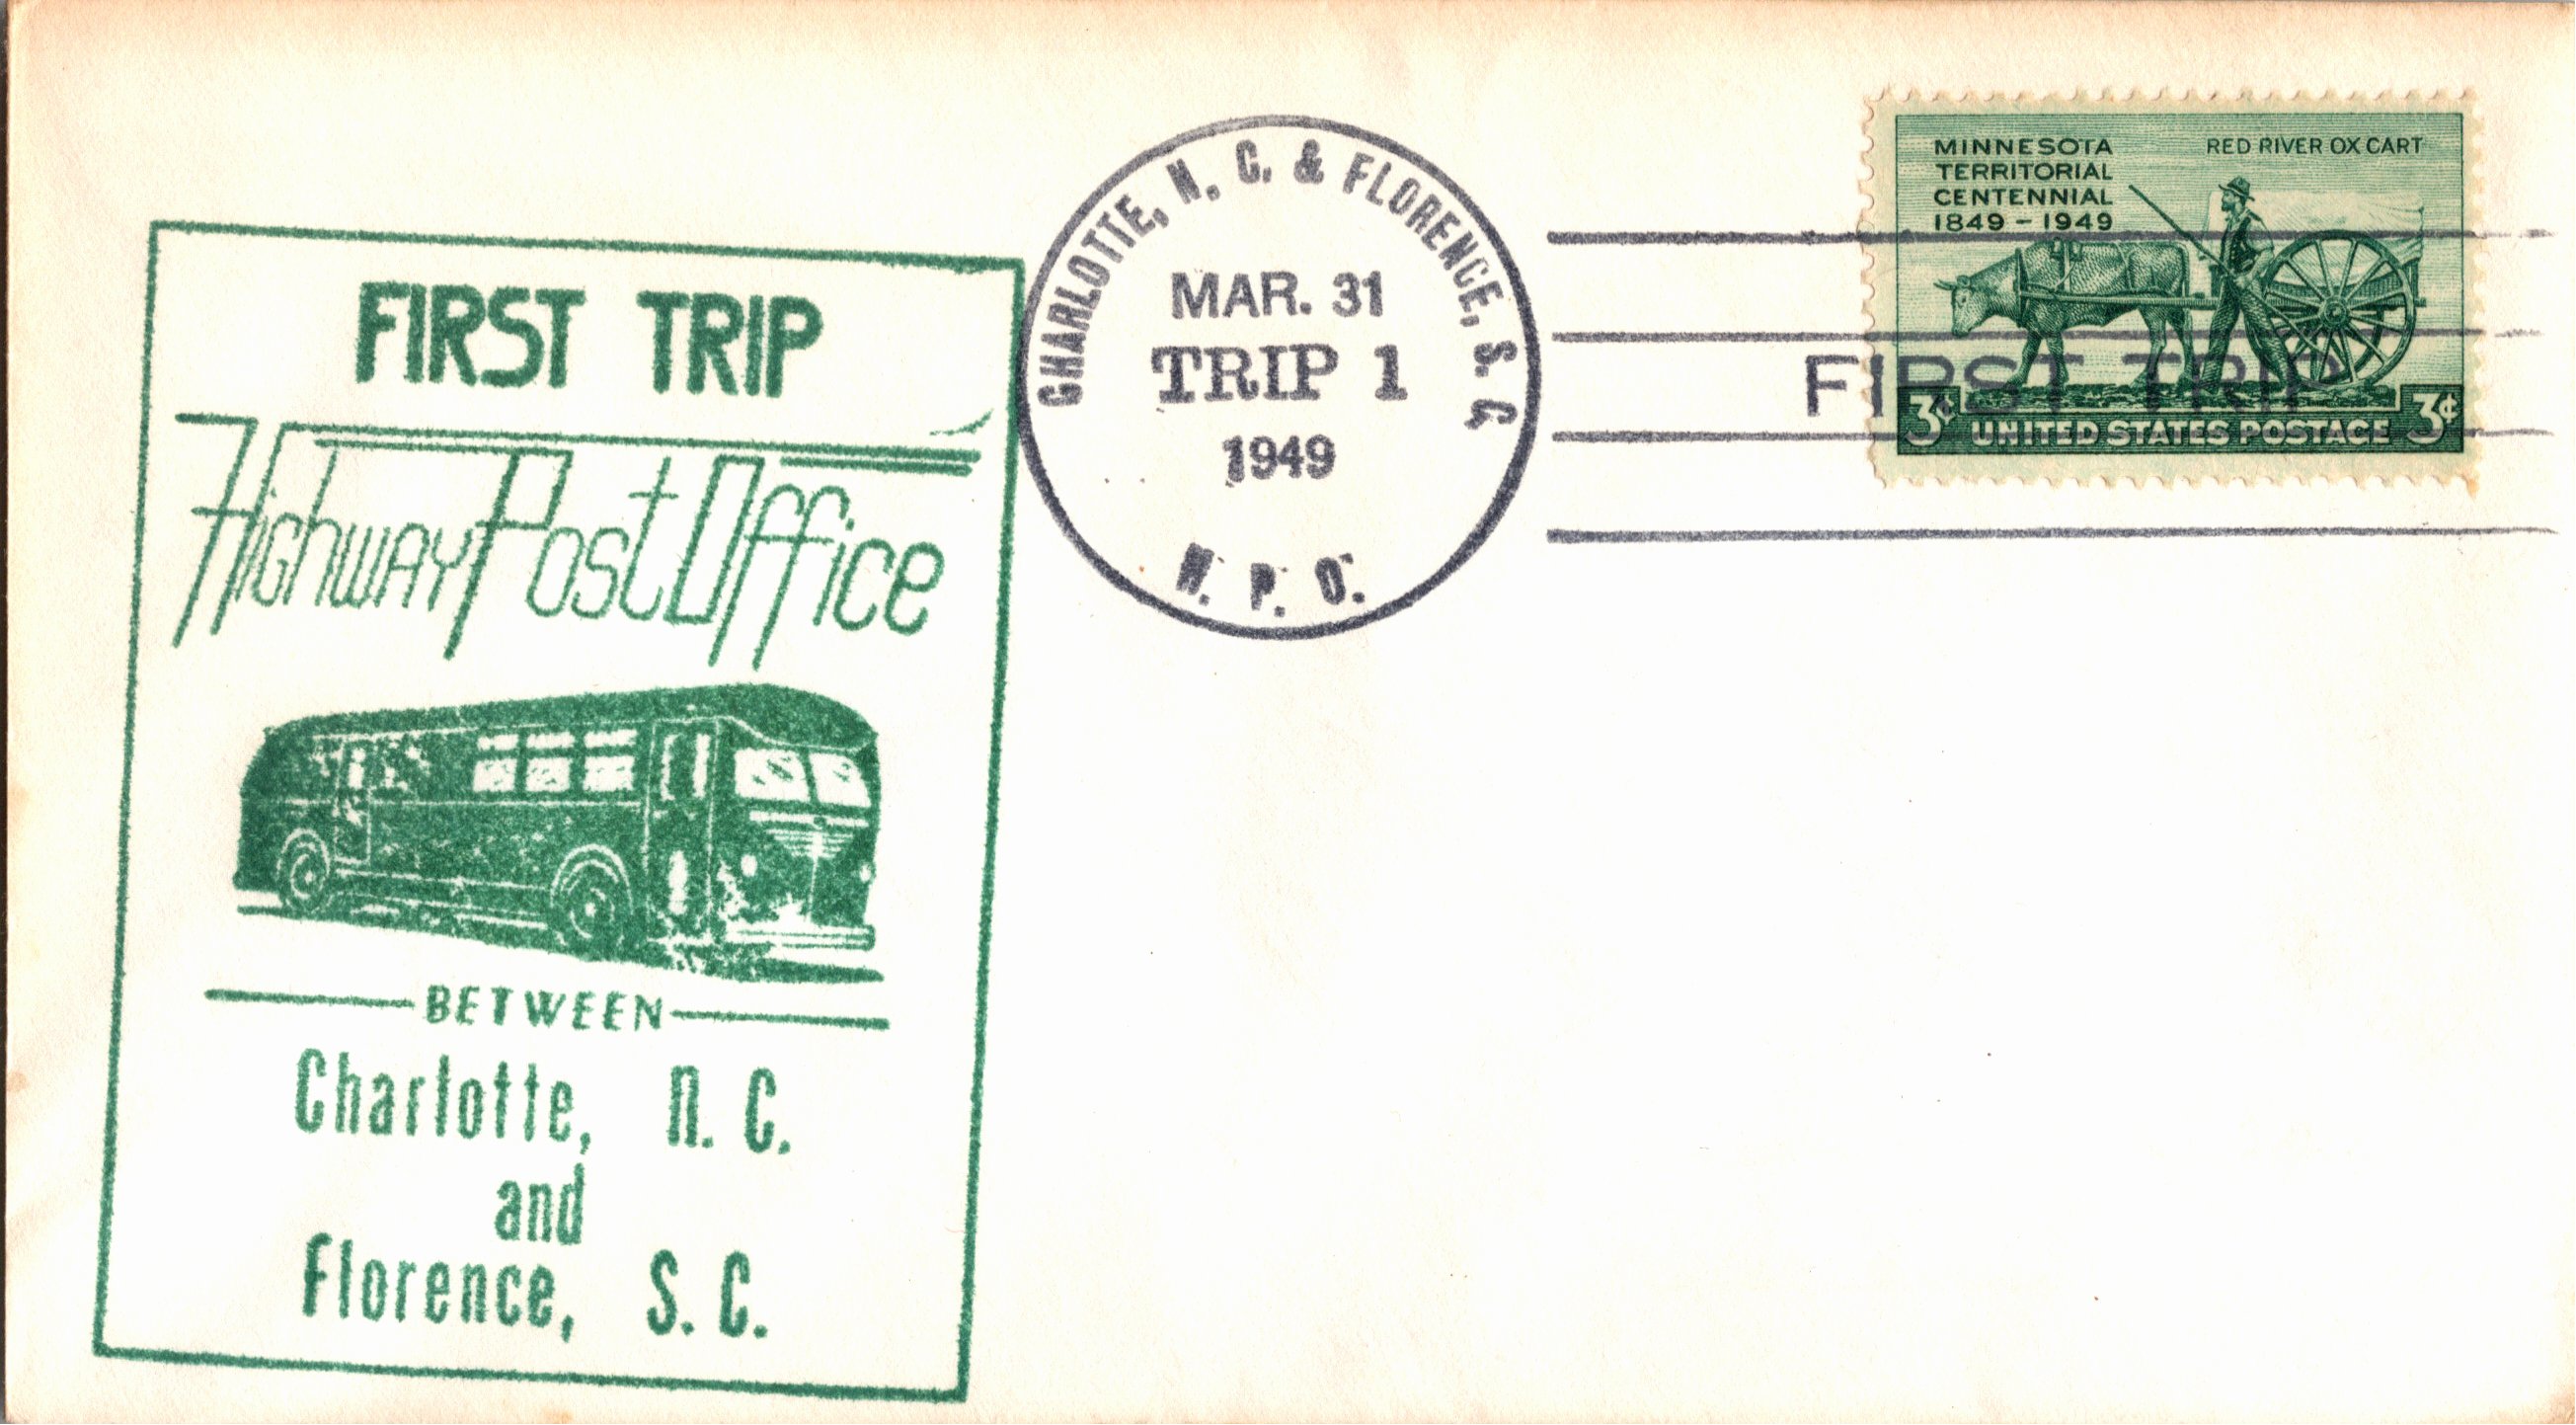 FIRST TRIP
Highway Post Office
BETWEEN
Charlotte, N. C.
and
Florence, S. C.
CHARLOTTE, N. C. & FLORENCE, S. C.
MAR. 31
TRIP 1
1949
H. P. O.
FIRST TRIP
MINNESOTA
TERRITORIAL
CENTENNIAL
1849 - 1949
RED RIVER OX CART
3¢ UNITED STATES POSTAGE 3¢